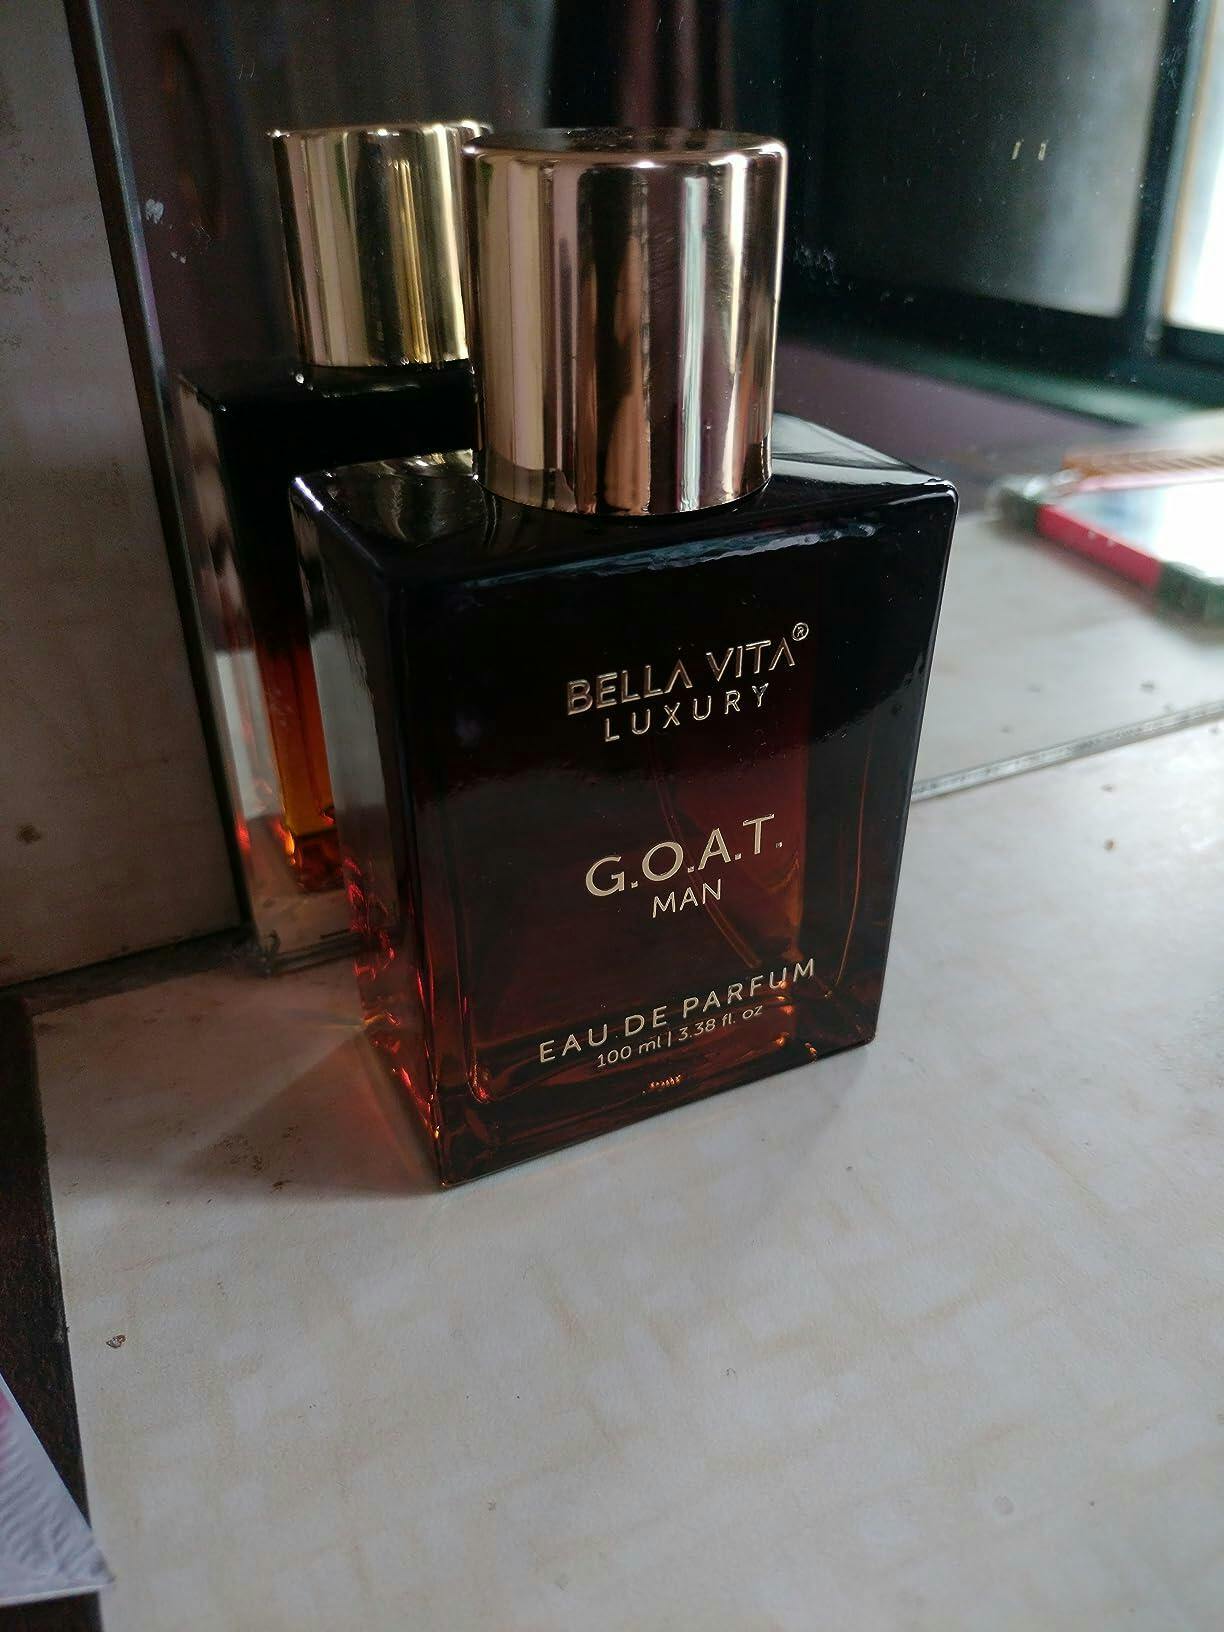 BELLA VITA®
LUXURY
G.O.A.T.
MAN
EAU DE PARFUM
100 ml | 3.38 fl. oz